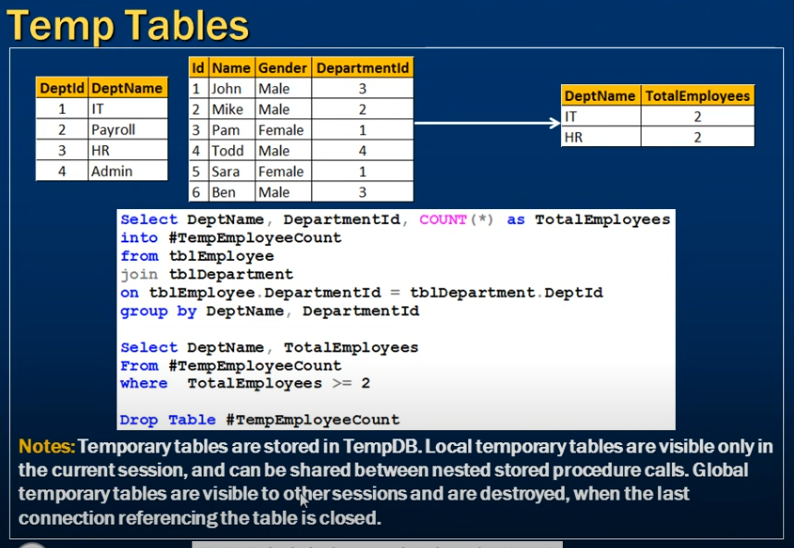 Temp Tables
DeptId DeptName
1 IT
2 Payroll
3 HR
4 Admin
Id Name Gender DepartmentId
1 John Male 3
2 Mike Male 2
3 Pam Female 1
4 Todd Male 4
5 Sara Female 1
6 Ben Male 3
DeptName TotalEmployees
IT 2
HR 2
Select DeptName, DepartmentId, COUNT(*) as TotalEmployees
into #TempEmployeeCount
from tblEmployee
join tblDepartment
on tblEmployee.DepartmentId = tblDepartment.DeptId
group by DeptName, DepartmentId
Select DeptName, TotalEmployees
From #TempEmployeeCount
where TotalEmployees >= 2
Drop Table #TempEmployeeCount
Notes: Temporary tables are stored in TempDB. Local temporary tables are visible only in
the current session, and can be shared between nested stored procedure calls. Global
temporary tables are visible to other sessions and are destroyed, when the last
connection referencing the table is closed.